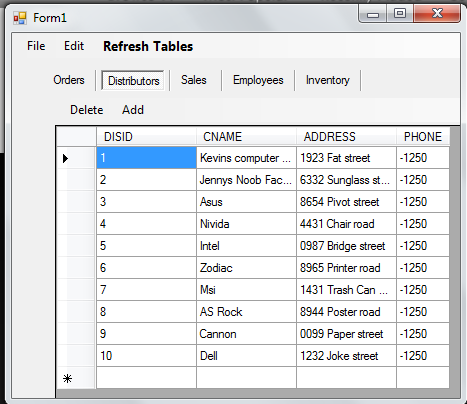 Form1
File Edit Refresh Tables
Orders Distributors Sales Employees Inventory
Delete Add
DISID CNAME ADDRESS PHONE
1 Kevins computer ... 1923 Fat street -1250
2 Jennys Noob Fac... 6332 Sunglass st... -1250
3 Asus 8654 Pivot street -1250
4 Nivida 4431 Chair road -1250
5 Intel 0987 Bridge street -1250
6 Zodiac 8965 Printer road -1250
7 Msi 1431 Trash Can ... -1250
8 AS Rock 8944 Poster road -1250
9 Cannon 0099 Paper street -1250
10 Dell 1232 Joke street -1250